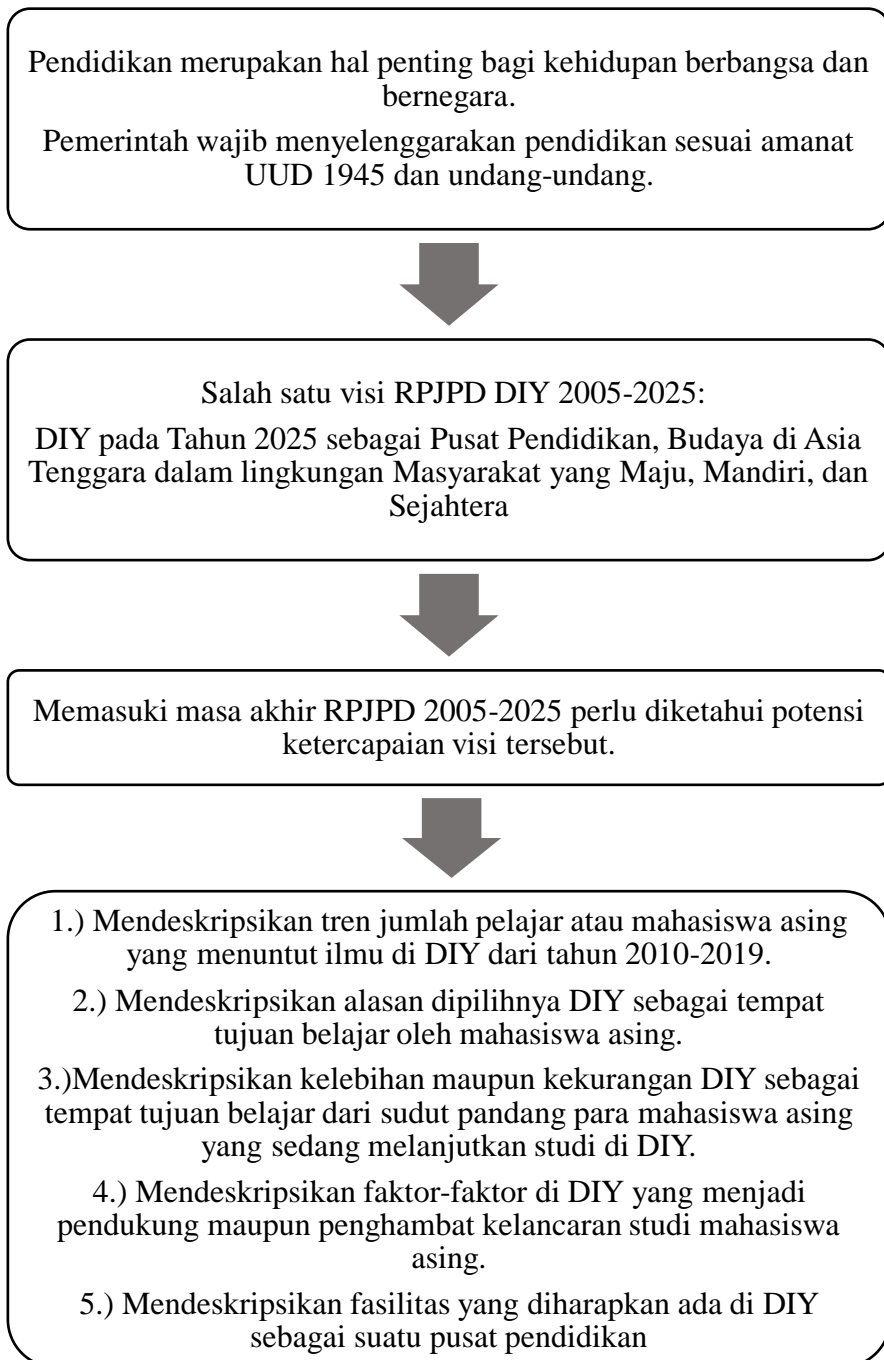 Pendidikan merupakan hal penting bagi kehidupan berbangsa dan
bernegara.
Pemerintah wajib menyelenggarakan pendidikan sesuai amanat
UUD 1945 dan undang-undang.
Salah satu visi RPJPD DIY 2005-2025:
DIY pada Tahun 2025 sebagai Pusat Pendidikan, Budaya di Asia
Tenggara dalam lingkungan Masyarakat yang Maju, Mandiri, dan
Sejahtera
Memasuki masa akhir RPJPD 2005-2025 perlu diketahui potensi
ketercapaian visi tersebut.
1.) Mendeskripsikan tren jumlah pelajar atau mahasiswa asing
yang menuntut ilmu di DIY dari tahun 2010-2019.
2.) Mendeskripsikan alasan dipilihnya DIY sebagai tempat
tujuan belajar oleh mahasiswa asing.
3.)Mendeskripsikan kelebihan maupun kekurangan DIY sebagai
tempat tujuan belajar dari sudut pandang para mahasiswa asing
yang sedang melanjutkan studi di DIY.
4.) Mendeskripsikan faktor-faktor di DIY yang menjadi
pendukung maupun penghambat kelancaran studi mahasiswa
asing.
5.) Mendeskripsikan fasilitas yang diharapkan ada di DIY
sebagai suatu pusat pendidikan